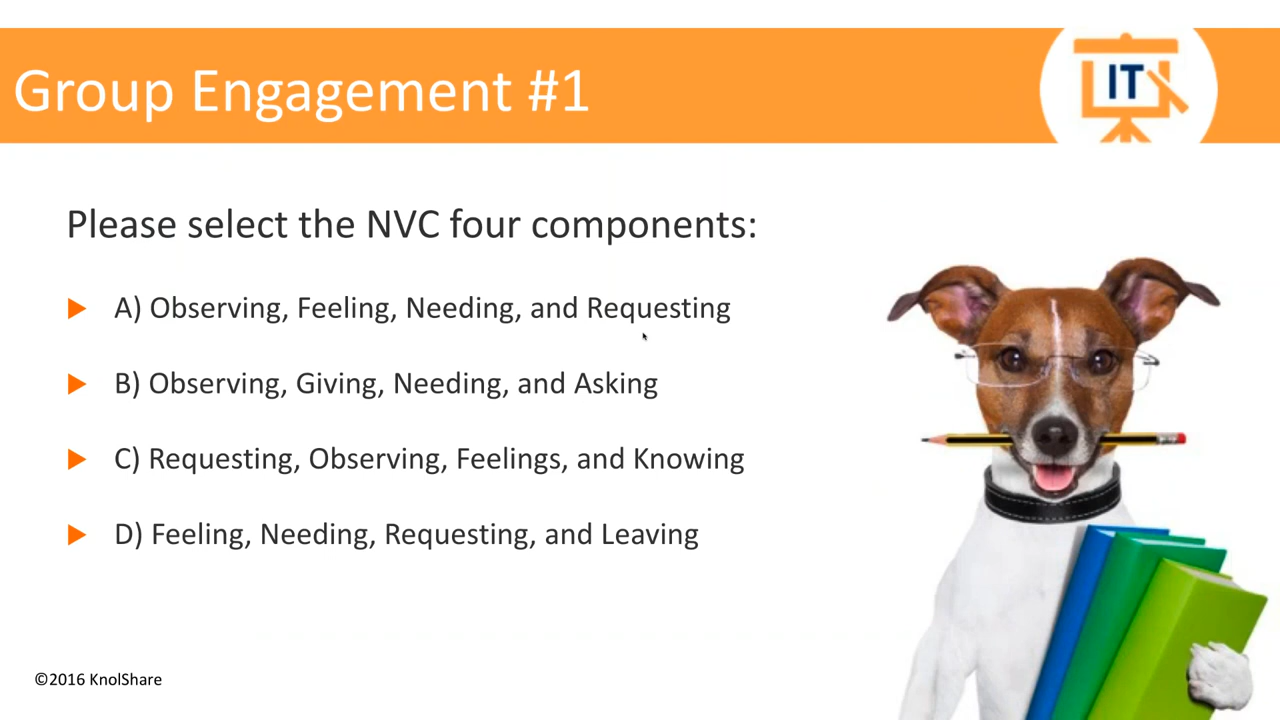 Group Engagement #1
IT
Please select the NVC four components:
A) Observing, Feeling, Needing, and Requesting
B) Observing, Giving, Needing, and Asking
C) Requesting, Observing, Feelings, and Knowing
D) Feeling, Needing, Requesting, and Leaving
©2016 KnolShare